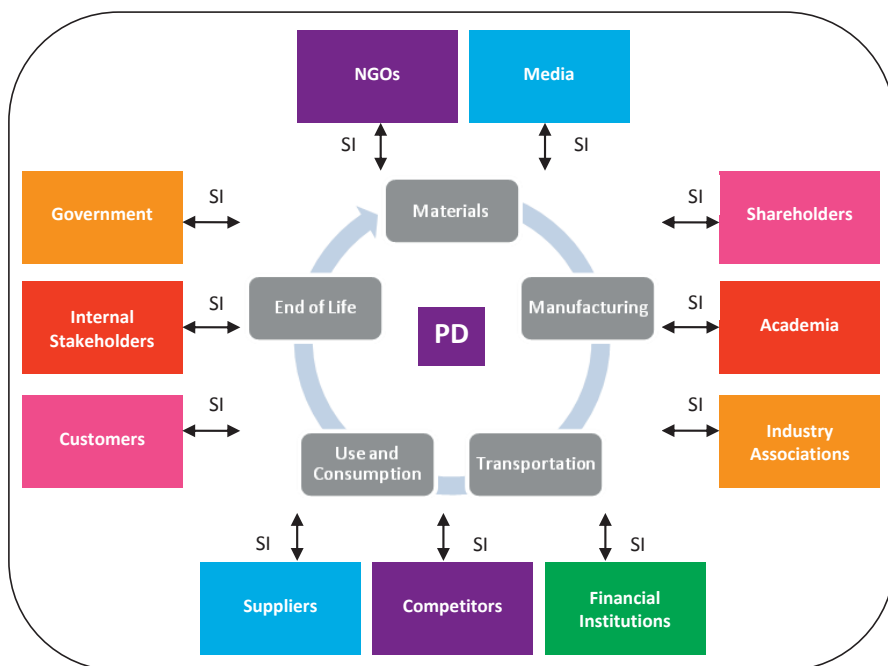 NGOs
Media
SI
SI
Government
SI
Materials
SI
Shareholders
Internal
Stakeholders
SI
End of Life
PD
Manufacturing
SI
Academia
Customers
SI
Use and
Consumption
Transportation
SI
Industry
Associations
SI
SI
SI
Suppliers
Competitors
Financial
Institutions